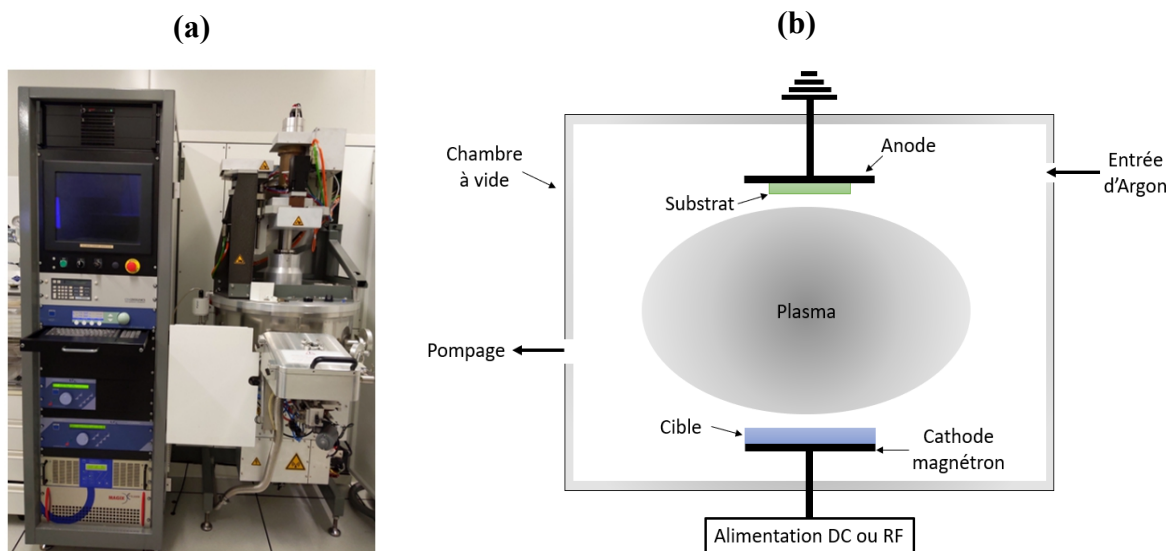 (a)
(b)
Chambre
à vide
Anode
Entrée
d'Argon
Substrat
Plasma
Pompage
Cible
Cathode
magnétron
Alimentation DC ou RF